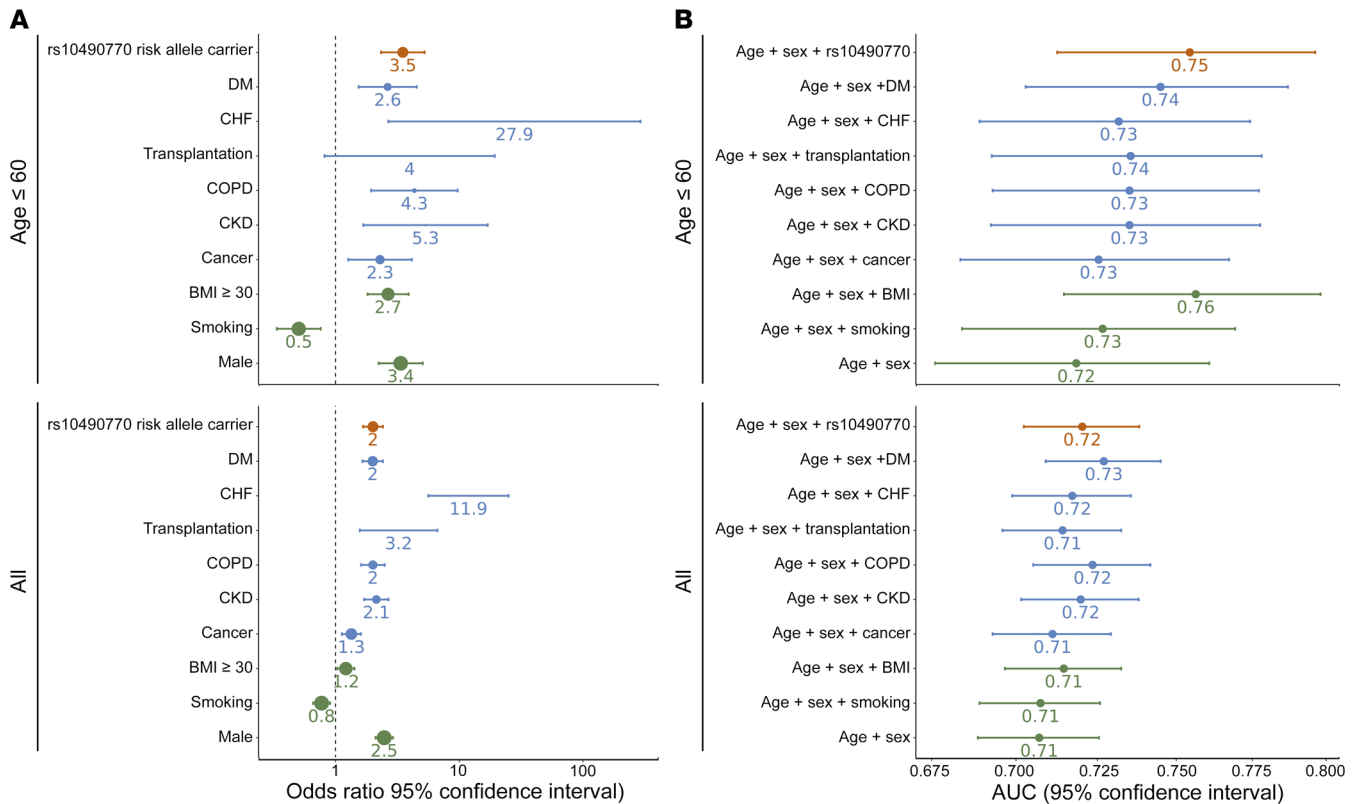 A
Age ≤ 60
rs10490770 risk allele carrier
3.5
DM
2.6
CHF
27.9
Transplantation
4
COPD
4.3
CKD
5.3
Cancer
2.3
BMI ≥ 30
2.7
Smoking
0.5
Male
3.4
All
rs10490770 risk allele carrier
2
DM
2
CHF
11.9
Transplantation
3.2
COPD
2
CKD
2.1
Cancer
1.3
BMI ≥ 30
1.2
Smoking
0.8
Male
2.5
1 10 100
Odds ratio 95% confidence interval)
B
Age ≤ 60
Age + sex + rs10490770
0.75
Age + sex +DM
0.74
Age + sex + CHF
0.73
Age + sex + transplantation
0.74
Age + sex + COPD
0.73
Age + sex + CKD
0.73
Age + sex + cancer
0.73
Age + sex + BMI
0.76
Age + sex + smoking
0.73
Age + sex
0.72
All
Age + sex + rs10490770
0.72
Age + sex +DM
0.73
Age + sex + CHF
0.72
Age + sex + transplantation
0.71
Age + sex + COPD
0.72
Age + sex + CKD
0.72
Age + sex + cancer
0.71
Age + sex + BMI
0.71
Age + sex + smoking
0.71
Age + sex
0.71
0.675 0.700 0.725 0.750 0.775 0.800
AUC (95% confidence interval)